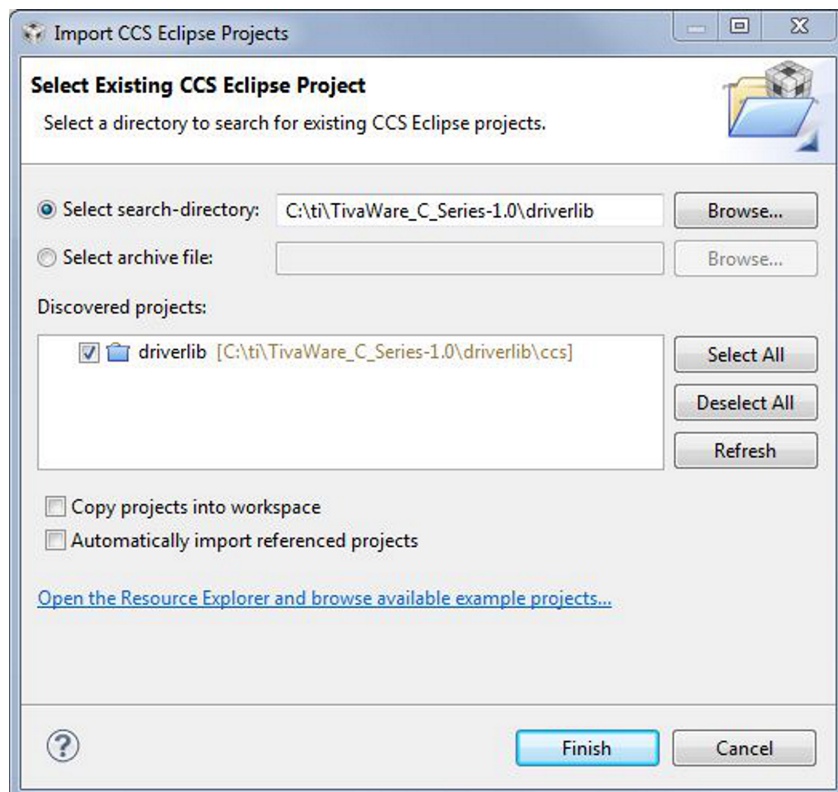 Import CCS Eclipse Projects
Select Existing CCS Eclipse Project
Select a directory to search for existing CCS Eclipse projects.
Select search-directory: C:\ti\TivaWare_C_Series-1.0\driverlib Browse...
Select archive file: Browse...
Discovered projects:
driverlib [C:\ti\TivaWare_C_Series-1.0\driverlib\ccs]
Select All
Deselect All
Refresh
Copy projects into workspace
Automatically import referenced projects
Open the Resource Explorer and browse available example projects...
? Finish Cancel